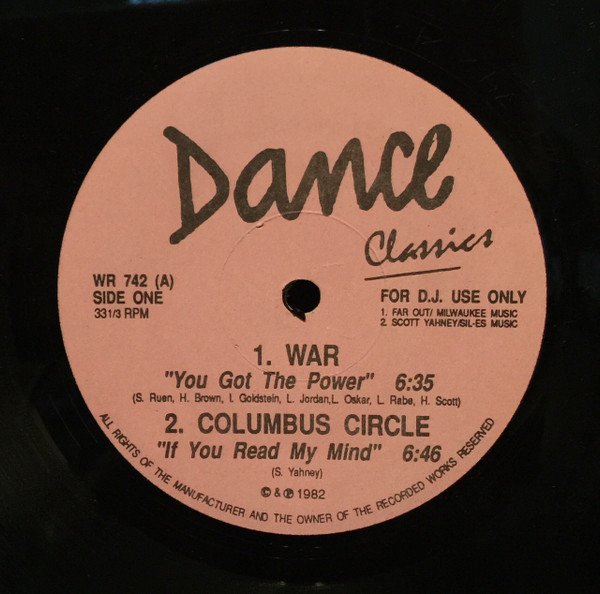 Dance
Classics
WR 742 (A)
SIDE ONE
33 1/3 RPM
FOR D.J. USE ONLY
1. FAR OUT/ MILWAUKEE MUSIC
2. SCOTT YAHNEY/SIL-ES MUSIC
1. WAR
"You Got The Power" 6:35
(S. Ruen, H. Brown, I. Goldstein, L. Jordan,L. Oskar, L. Rabe, H. Scott)
2. COLUMBUS CIRCLE
"If You Read My Mind" 6:46
(S. Yahney)
© & ℗ 1982
ALL RIGHTS OF THE MANUFACTURER AND THE OWNER OF THE RECORDED WORKS RESERVED